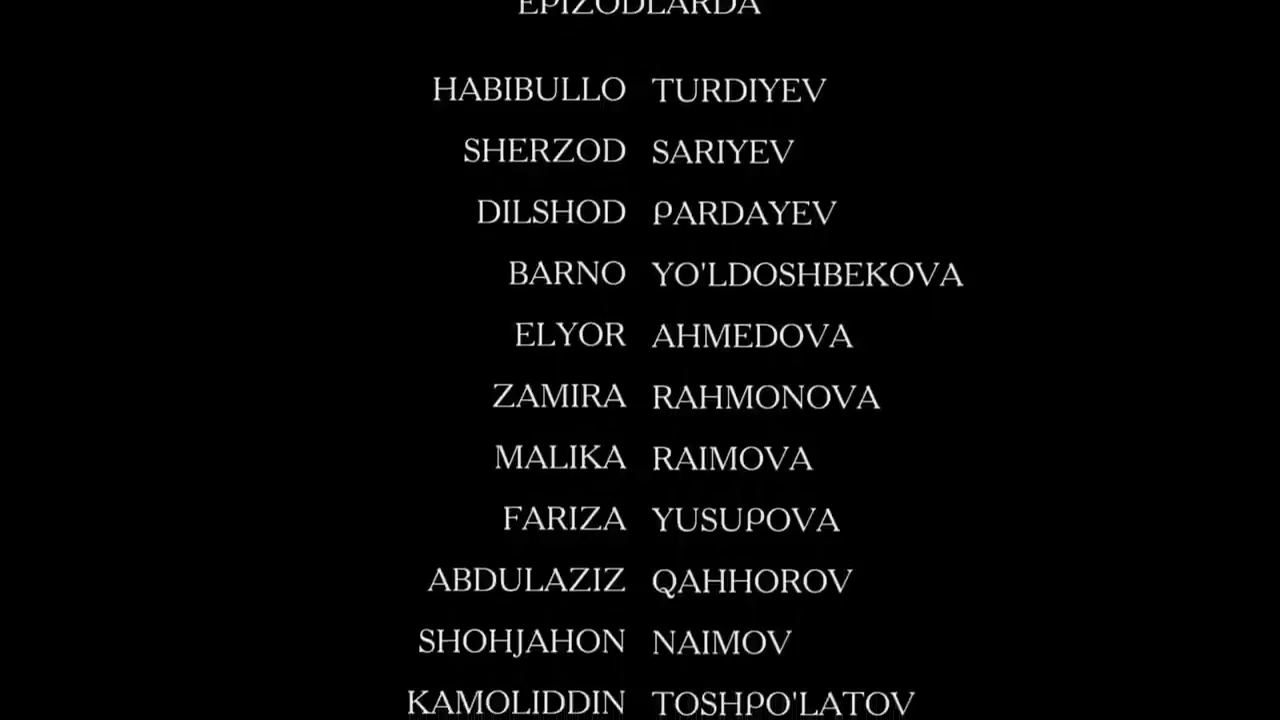 EPIZODLARDA
HABIBULLO TURDIYEV
SHERZOD SARIYEV
DILSHOD PARDAYEV
BARNO YO'LDOSHBEKOVA
ELYOR AHMEDOVA
ZAMIRA RAHMONOVA
MALIKA RAIMOVA
FARIZA YUSUPOVA
ABDULAZIZ QAHHOROV
SHOHJAHON NAIMOV
KAMOLIDDIN TOSHPO'LATOV